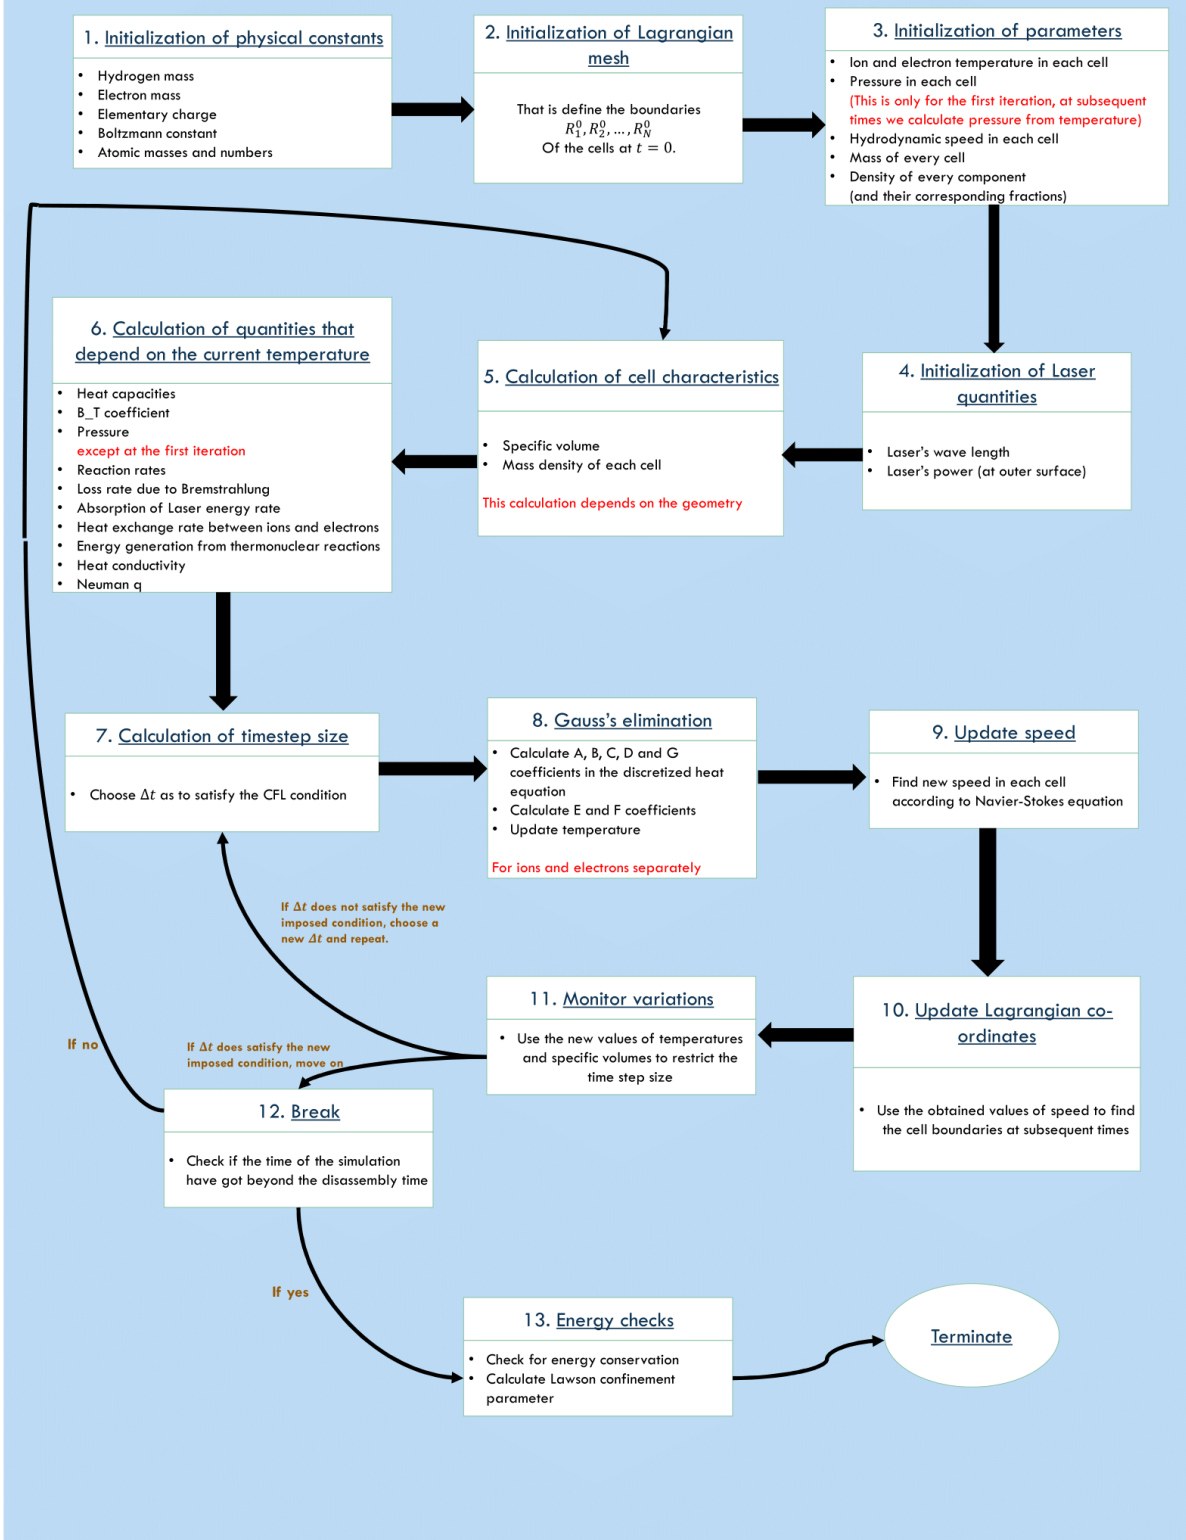 1. Initialization of physical constants
• Hydrogen mass
• Electron mass
• Elementary charge
• Boltzmann constant
• Atomic masses and numbers
2. Initialization of Lagrangian
mesh
That is define the boundaries
R₁⁰, R₂⁰, ..., R_N⁰
Of the cells at t = 0.
3. Initialization of parameters
• Ion and electron temperature in each cell
• Pressure in each cell
(This is only for the first iteration, at subsequent
times we calculate pressure from temperature)
• Hydrodynamic speed in each cell
• Mass of every cell
• Density of every component
(and their corresponding fractions)
4. Initialization of Laser
quantities
• Laser's wave length
• Laser's power (at outer surface)
5. Calculation of cell characteristics
• Specific volume
• Mass density of each cell
This calculation depends on the geometry
6. Calculation of quantities that
depend on the current temperature
• Heat capacities
• B_T coefficient
• Pressure
except at the first iteration
• Reaction rates
• Loss rate due to Bremstrahlung
• Absorption of Laser energy rate
• Heat exchange rate between ions and electrons
• Energy generation from thermonuclear reactions
• Heat conductivity
• Neuman q
7. Calculation of timestep size
• Choose Δt as to satisfy the CFL condition
8. Gauss's elimination
• Calculate A, B, C, D and G
coefficients in the discretized heat
equation
• Calculate E and F coefficients
• Update temperature
For ions and electrons separately
9. Update speed
• Find new speed in each cell
according to Navier-Stokes equation
10. Update Lagrangian co-
ordinates
• Use the obtained values of speed to find
the cell boundaries at subsequent times
11. Monitor variations
• Use the new values of temperatures
and specific volumes to restrict the
time step size
If Δt does not satisfy the new
imposed condition, choose a
new Δt and repeat.
If Δt does satisfy the new
imposed condition, move on
If no
12. Break
• Check if the time of the simulation
have got beyond the disassembly time
If yes
13. Energy checks
• Check for energy conservation
• Calculate Lawson confinement
parameter
Terminate